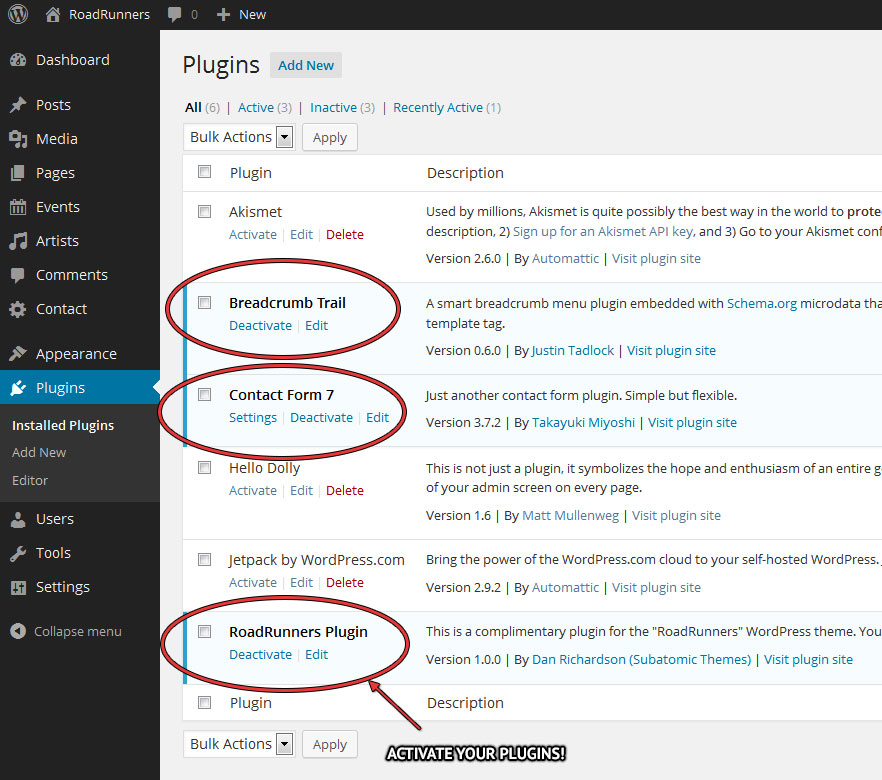 RoadRunners 0 New
Dashboard
Posts
Media
Pages
Events
Artists
Comments
Contact
Appearance
Plugins
Installed Plugins
Add New
Editor
Users
Tools
Settings
Collapse menu
Plugins Add New
All (6) | Active (3) | Inactive (3) | Recently Active (1)
Bulk Actions Apply
Plugin Description
Akismet
Activate | Edit | Delete
Used by millions, Akismet is quite possibly the best way in the world to prote
description, 2) Sign up for an Akismet API key, and 3) Go to your Akismet conf
Version 2.6.0 | By Automattic | Visit plugin site
Breadcrumb Trail
Deactivate | Edit
A smart breadcrumb menu plugin embedded with Schema.org microdata tha
template tag.
Version 0.6.0 | By Justin Tadlock | Visit plugin site
Contact Form 7
Settings | Deactivate | Edit
Just another contact form plugin. Simple but flexible.
Version 3.7.2 | By Takayuki Miyoshi | Visit plugin site
Hello Dolly
Activate | Edit | Delete
This is not just a plugin, it symbolizes the hope and enthusiasm of an entire g
of your admin screen on every page.
Version 1.6 | By Matt Mullenweg | Visit plugin site
Jetpack by WordPress.com
Activate | Edit | Delete
Bring the power of the WordPress.com cloud to your self-hosted WordPress.
Version 2.9.2 | By Automattic | Visit plugin site
RoadRunners Plugin
Deactivate | Edit
This is a complimentary plugin for the "RoadRunners" WordPress theme. You
Version 1.0.0 | By Dan Richardson (Subatomic Themes) | Visit plugin site
Plugin Description
Bulk Actions Apply
ACTIVATE YOUR PLUGINS!